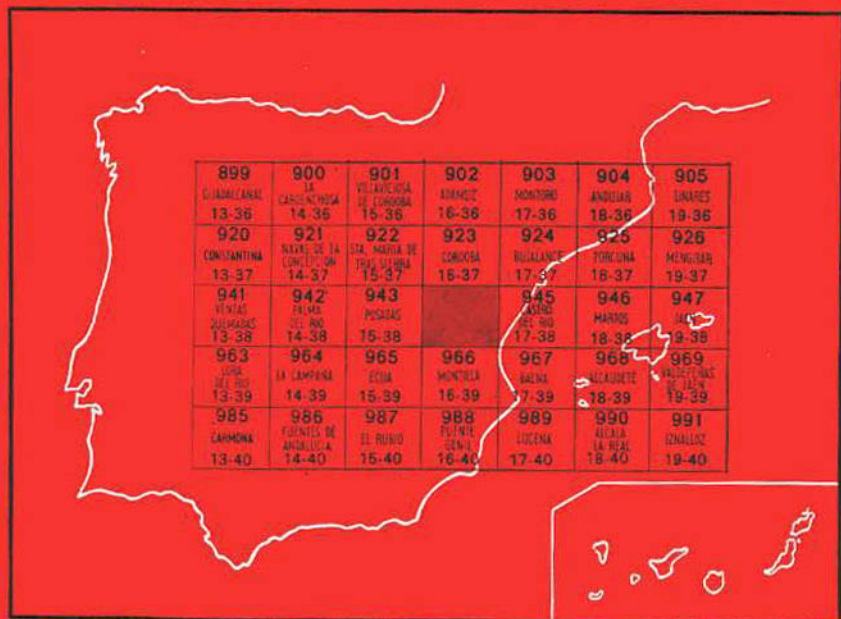 899 900 901 902 903 904 905
GUADALCANAL LA CARDENCHOSA VILLAVICIOSA DE CORDOBA ADAMUZ MONTORO ANDUJAR LINARES
13-36 14-36 15-36 16-36 17-36 18-36 19-36
920 921 922 923 924 925 926
CONSTANTINA NAVAS DE LA CONCEPCION STA. MARIA DE TRAS SIERRA CORDOBA BUJALANCE PORCUNA MENGIBAR
13-37 14-37 15-37 16-37 17-37 18-37 19-37
941 942 943 945 946 947
VENTAS QUEMADAS PALMA DEL RIO POSADAS CASTRO DEL RIO MARTOS JAEN
13-38 14-38 15-38 17-38 18-38 19-38
963 964 965 966 967 968 969
LORA DEL RIO LA CAMPANA ECIJA MONTILLA BAENA ALCAUDETE VALDEPEÑAS DE JAEN
13-39 14-39 15-39 16-39 17-39 18-39 19-39
985 986 987 988 989 990 991
CARMONA FUENTES DE ANDALUCIA EL RUBIO PUENTE GENIL LUCENA ALCALA LA REAL IZNALLOZ
13-40 14-40 15-40 16-40 17-40 18-40 19-40